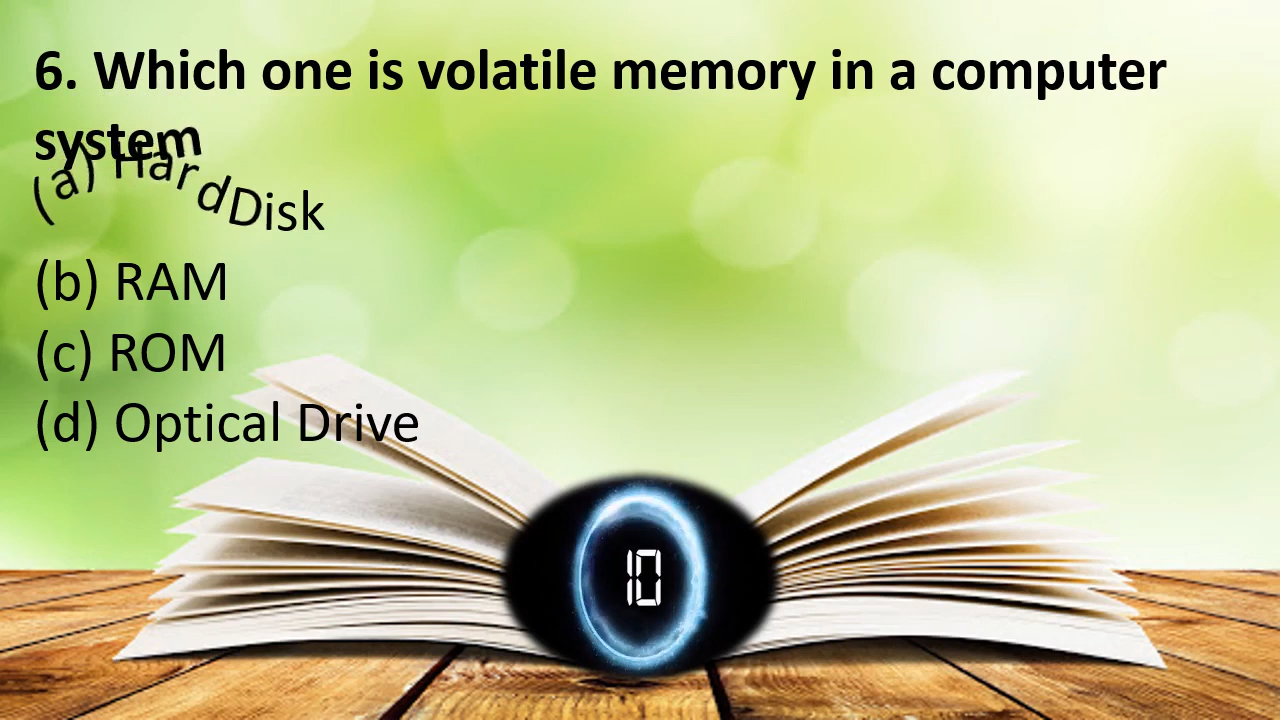 6. Which one is volatile memory in a computer
system
(a) HardDisk
(b) RAM
(c) ROM
(d) Optical Drive
10